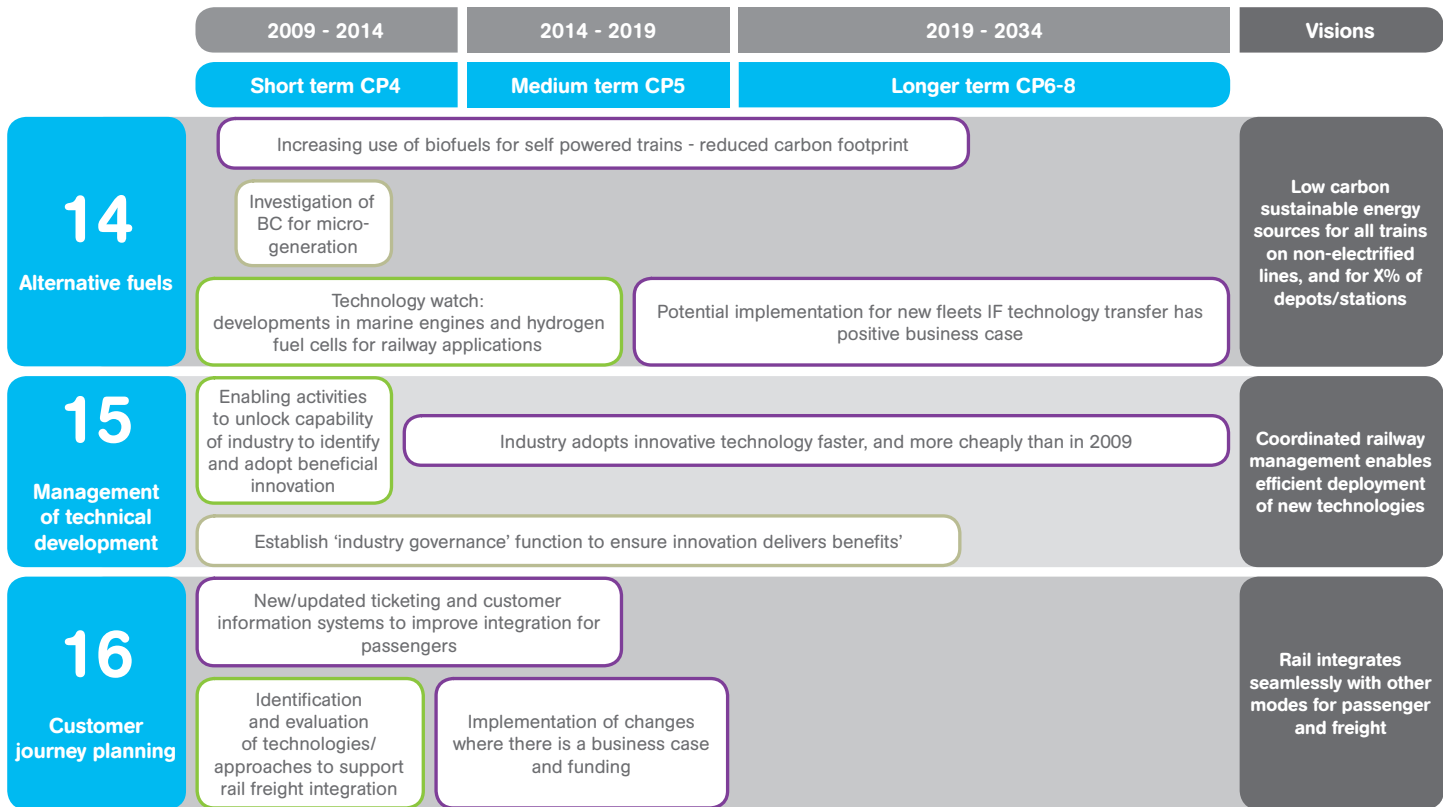 2009 - 2014
2014 - 2019
2019 - 2034
Visions
Short term CP4
Medium term CP5
Longer term CP6-8
14
Alternative fuels
Increasing use of biofuels for self powered trains - reduced carbon footprint
Investigation of
BC for micro-
generation
Technology watch:
developments in marine engines and hydrogen
fuel cells for railway applications
Potential implementation for new fleets IF technology transfer has
positive business case
Low carbon
sustainable energy
sources for all trains
on non-electrified
lines, and for X% of
depots/stations
15
Management
of technical
development
Enabling activities
to unlock capability
of industry to identify
and adopt beneficial
innovation
Industry adopts innovative technology faster, and more cheaply than in 2009
Establish ‘industry governance’ function to ensure innovation delivers benefits’
Coordinated railway
management enables
efficient deployment
of new technologies
16
Customer
journey planning
New/updated ticketing and customer
information systems to improve integration for
passengers
Identification
and evaluation
of technologies/
approaches to support
rail freight integration
Implementation of changes
where there is a business case
and funding
Rail integrates
seamlessly with other
modes for passenger
and freight